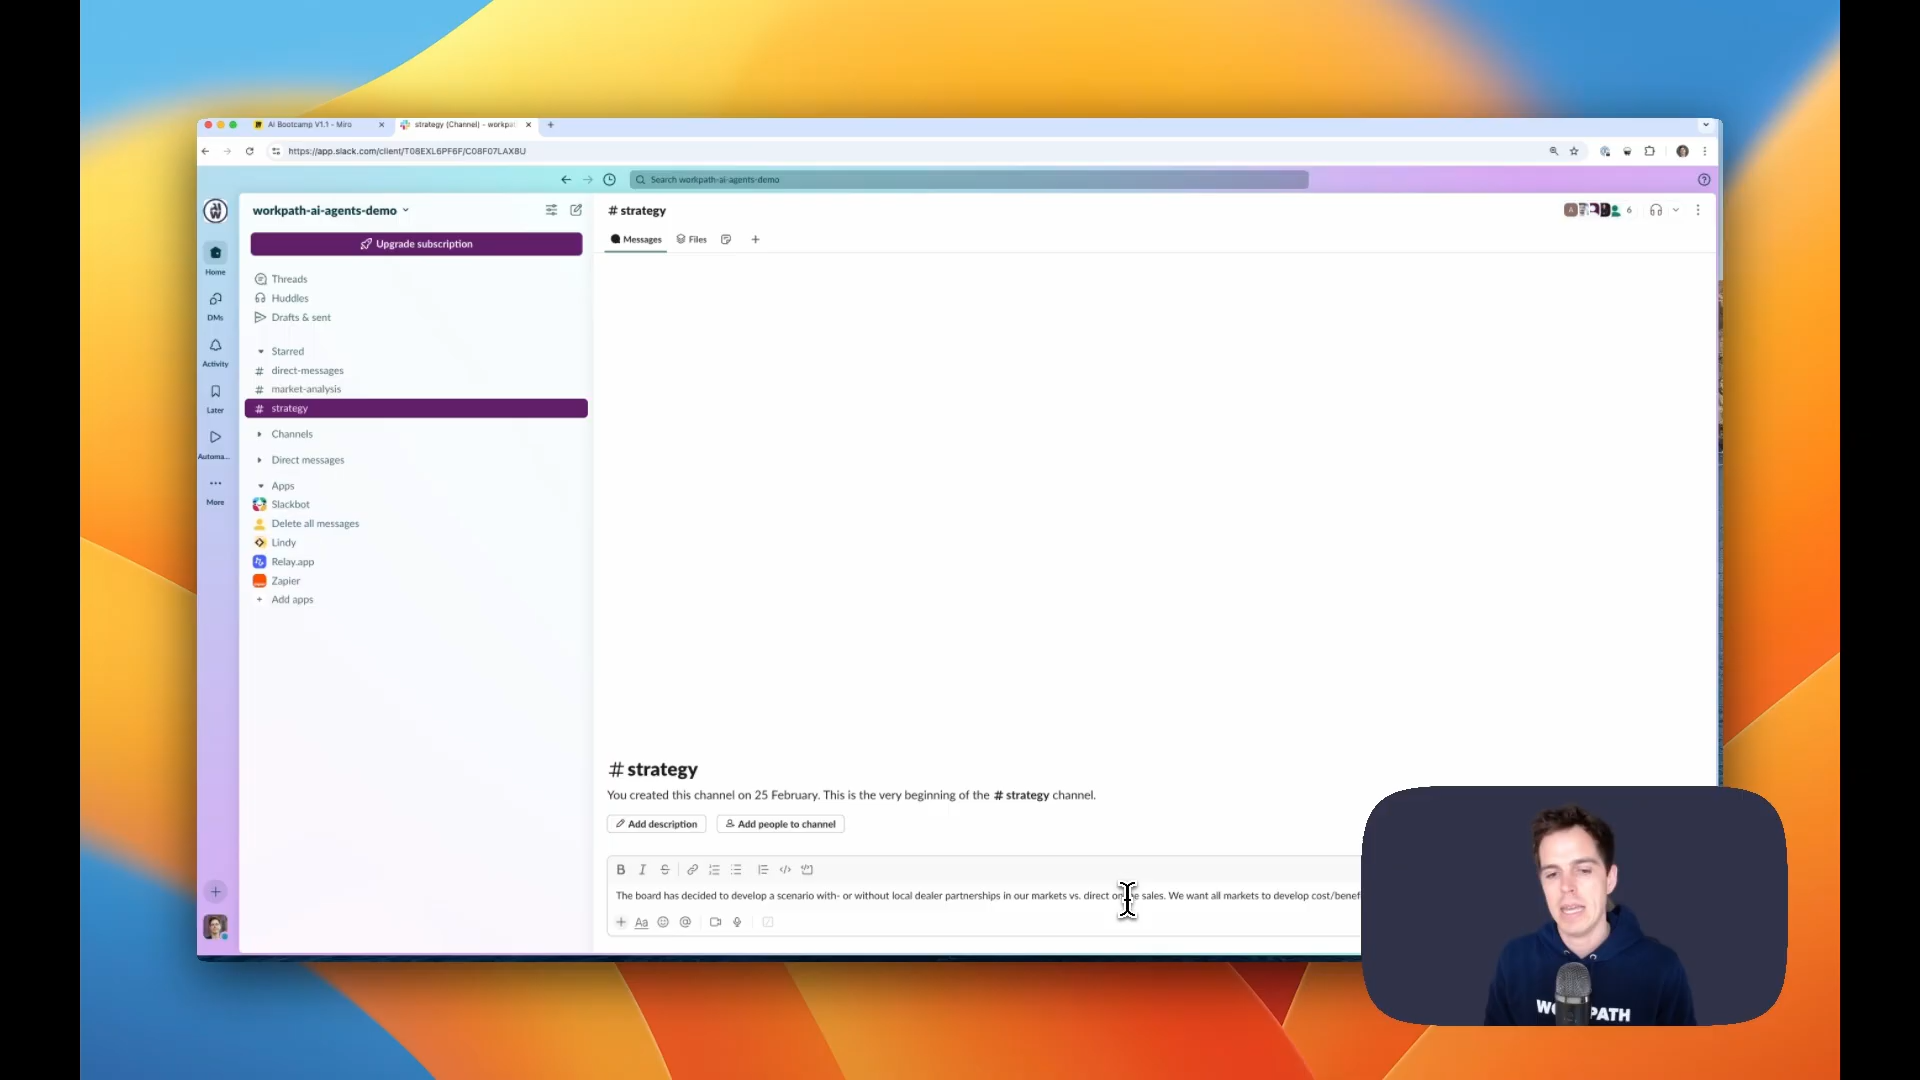 AI Bootcamp V1.1 - Miro
strategy (Channel) - workpa
https://app.slack.com/client/T08EXL6PF6F/C08F07LAX8U
Search workpath-ai-agents-demo
workpath-ai-agents-demo
# strategy
6
Upgrade subscription
Messages
Files
Home
DMs
Activity
Later
Automa...
More
Threads
Huddles
Drafts & sent
Starred
# direct-messages
# market-analysis
# strategy
Channels
Direct messages
Apps
Slackbot
Delete all messages
Lindy
Relay.app
Zapier
+ Add apps
# strategy
You created this channel on 25 February. This is the very beginning of the # strategy channel.
Add description
Add people to channel
The board has decided to develop a scenario with- or without local dealer partnerships in our markets vs. direct sales. We want all markets to develop cost/benef
Aa